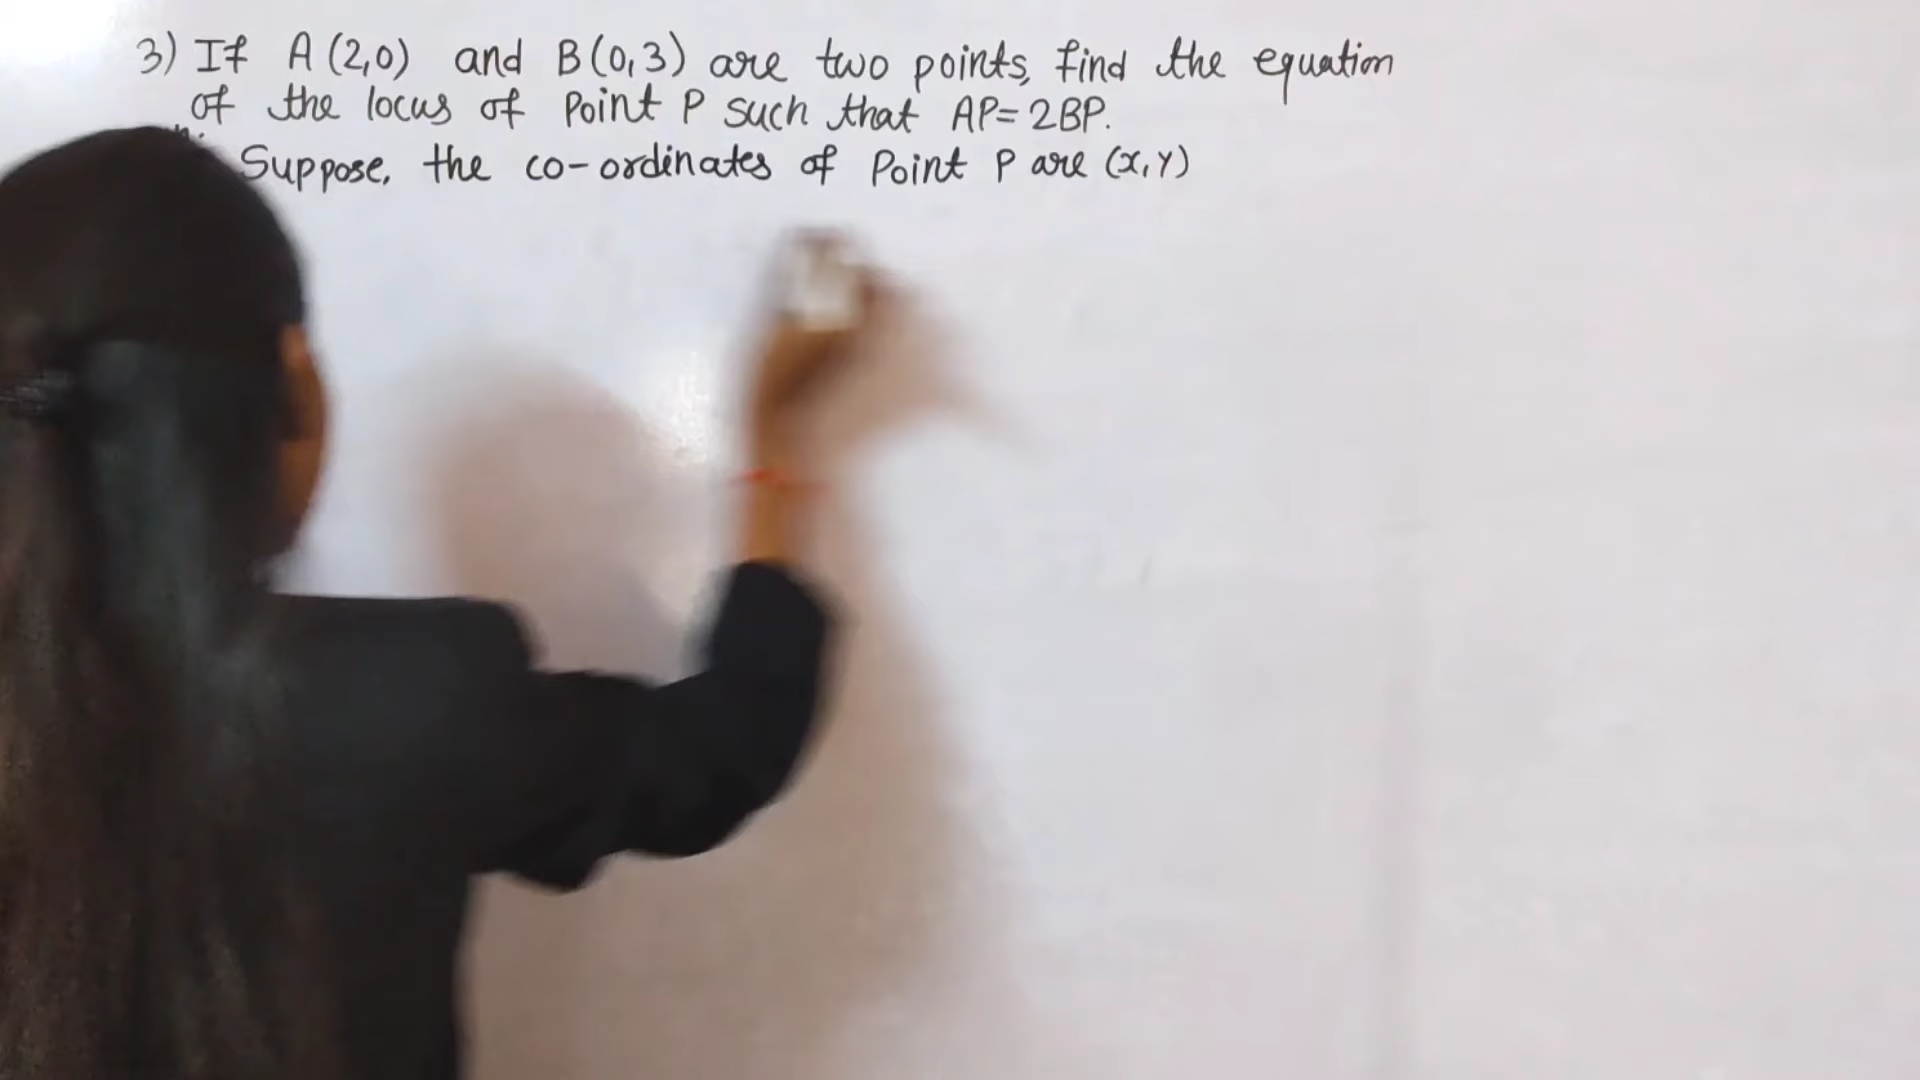 3) If A (2,0) and B (0,3) are two points, find the equation
of the locus of Point P such that AP= 2BP.
Suppose, the co-ordinates of Point P are (x,y)